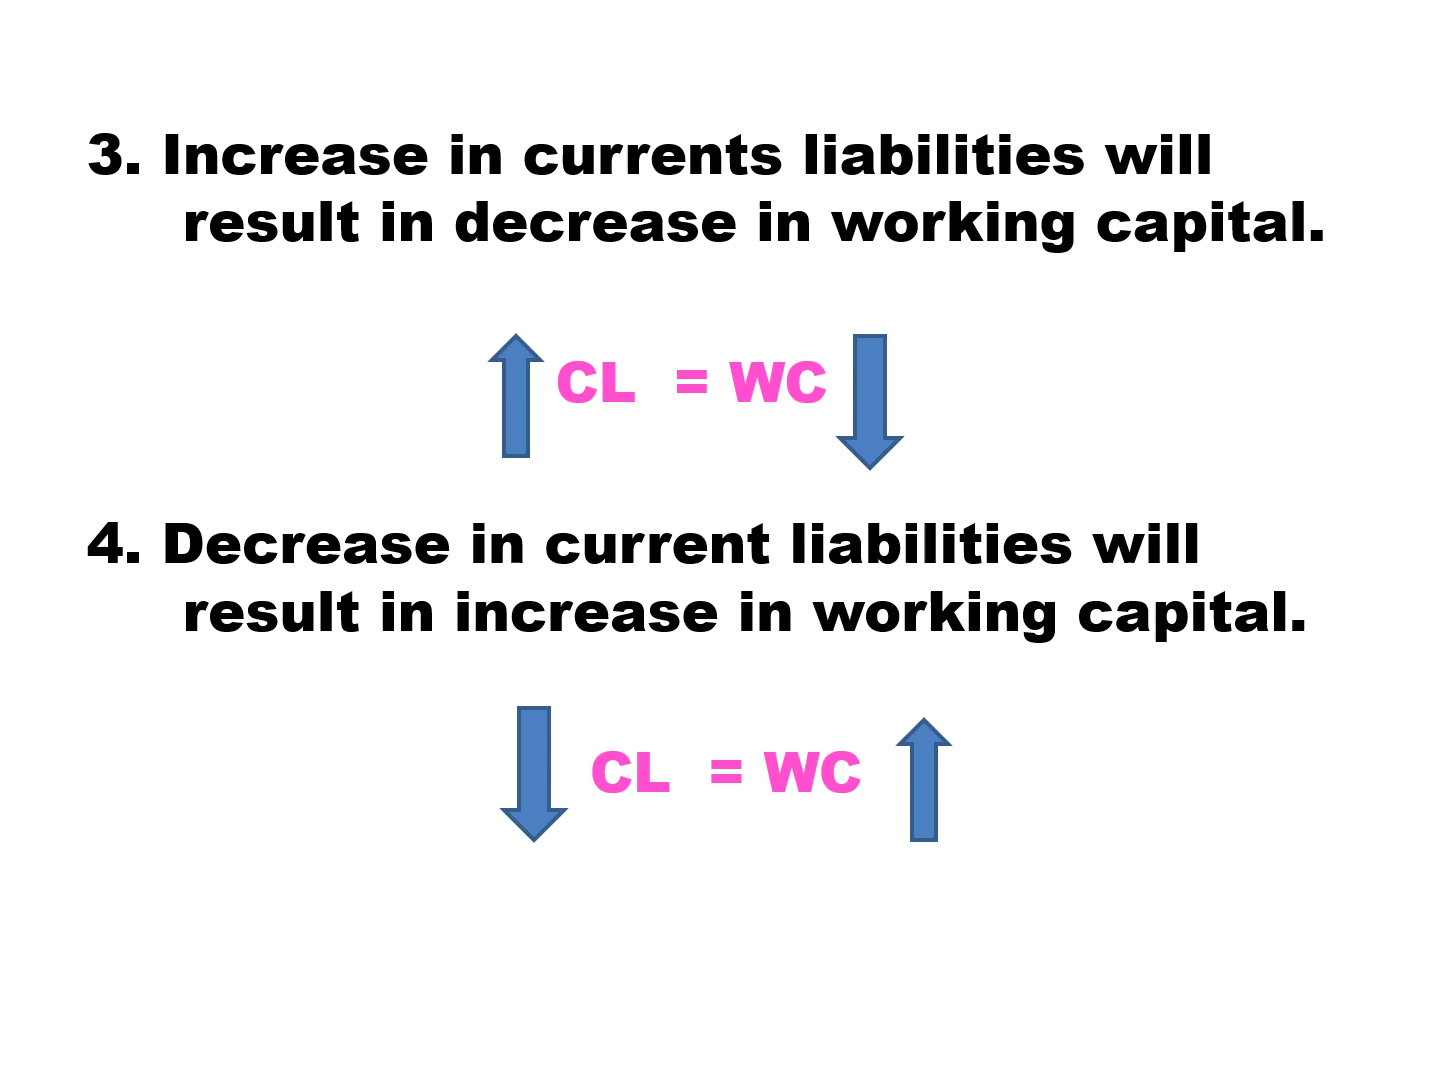 3. Increase in currents liabilities will
result in decrease in working capital.
CL = WC
4. Decrease in current liabilities will
result in increase in working capital.
CL = WC